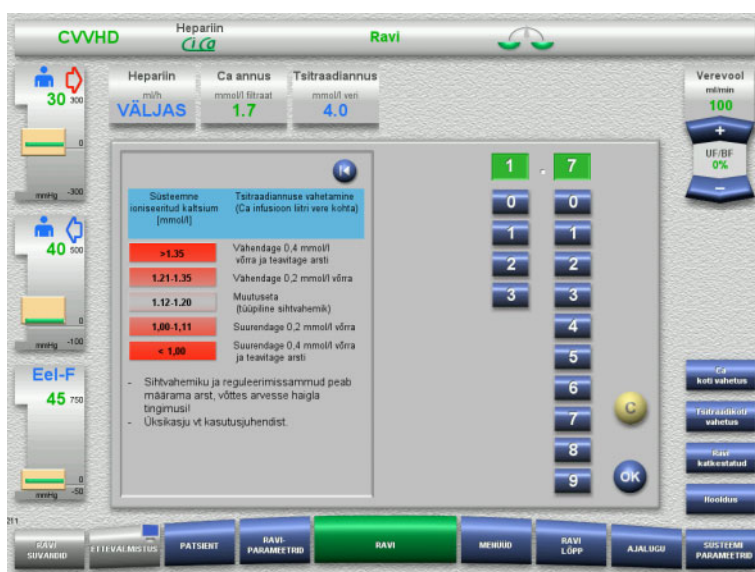 CVVHD
Hepariin
CiCa
Ravi
30
300
0
mmHg
-300
40
500
0
mmHg
-100
Eel-F
45
750
0
mmHg
-50
Hepariin
ml/h
VÄLJAS
Ca annus
mmol/l filtraat
1.7
Tsitraadiannus
mmol/l veri
4.0
Verevool
ml/min
100
+
UF/BF
0%
–
Süsteemne
ioniseeritud kaltsium
[mmol/l]
Tsitraadiannuse vahetamine
(Ca infusioon liitri vere kohta)
>1.35
Vähendage 0,4 mmol/l
võrra ja teavitage arsti
1.21-1.35
Vähendage 0,2 mmol/l võrra
1.12-1.20
Muutuseta
(tüüpiline sihtvahemik)
1,00-1,11
Suurendage 0,2 mmol/l võrra
< 1,00
Suurendage 0,4 mmol/l võrra
ja teavitage arsti
- Sihtvahemiku ja reguleerimissammud peab
määrama arst, võttes arvesse haigla
tingimusi!
- Üksikasju vt kasutusjuhendist.
1 . 7
0 0
1 1
2 2
3 3
4
5
6
7
8
9
C
OK
Ca
koti vahetus
Tsitraadikoti
vahetus
Ravi
katkestatud
Hooldus
211
RAVI
SUVANDID
ETTEVALMISTUS
PATSIENT
RAVI-
PARAMEETRID
RAVI
MENÜÜD
RAVI
LÕPP
AJALUGU
SÜSTEEMI
PARAMEETRID